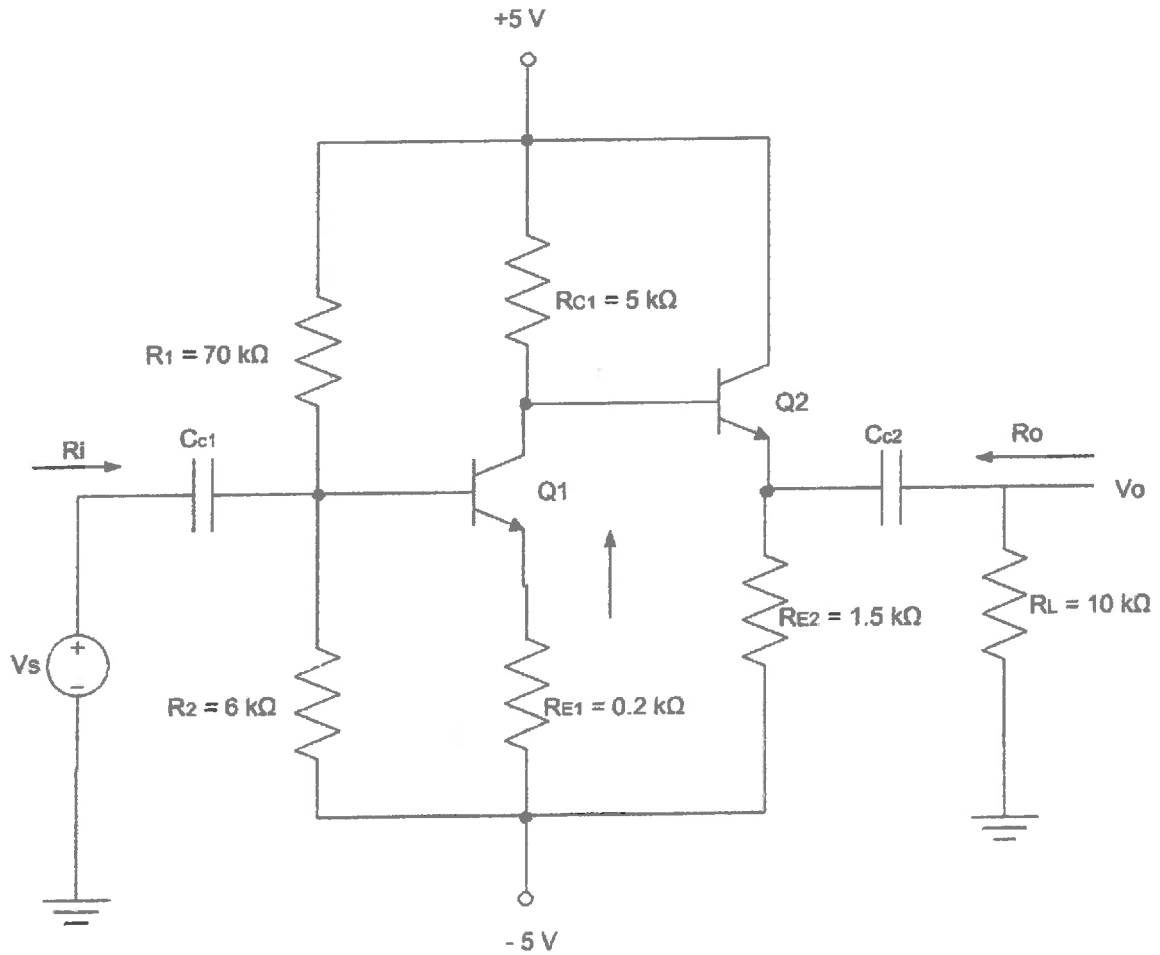 +5 V
RC1 = 5 kΩ
R1 = 70 kΩ
Q2
Cc1
Cc2
Ro
Ri
Q1
Vo
RE2 = 1.5 kΩ
RL = 10 kΩ
Vs
+
−
R2 = 6 kΩ
RE1 = 0.2 kΩ
- 5 V